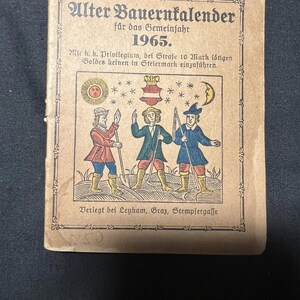 Alter Bauernkalender
für das Gemeinjahr
1965.
Mit k. k. Privilegium, bei Strafe 10 Mark lötigen
Goldes keinen in Steiermark einzuführen.
Verlegt bei Leykam, Graz, Stempfergasse